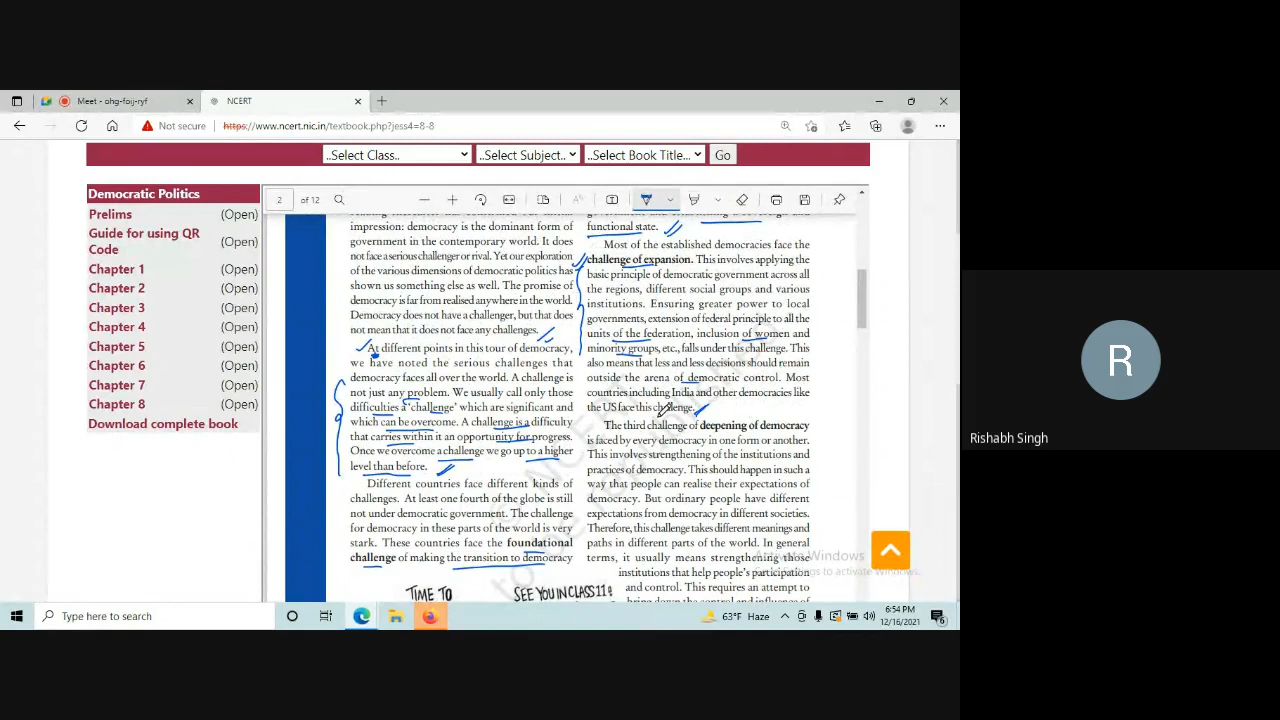 Meet - ohg-foij-ryf
NCERT
Not secure
https://www.ncert.nic.in/textbook.php?jess4=8-8
..Select Class..
..Select Subject..
..Select Book Title...
Go
Democratic Politics
Prelims (Open)
Guide for using QR Code (Open)
Chapter 1 (Open)
Chapter 2 (Open)
Chapter 3 (Open)
Chapter 4 (Open)
Chapter 5 (Open)
Chapter 6 (Open)
Chapter 7 (Open)
Chapter 8 (Open)
Download complete book
2 of 12
impression: democracy is the dominant form of
government in the contemporary world. It does
not face a serious challenger or rival. Yet our exploration
of the various dimensions of democratic politics has
shown us something else as well. The promise of
democracy is far from realised anywhere in the world.
Democracy does not have a challenger, but that does
not mean that it does not face any challenges.
At different points in this tour of democracy,
we have noted the serious challenges that
democracy faces all over the world. A challenge is
not just any problem. We usually call only those
difficulties a 'challenge' which are significant and
which can be overcome. A challenge is a difficulty
that carries within it an opportunity for progress.
Once we overcome a challenge we go up to a higher
level than before.
Different countries face different kinds of
challenges. At least one fourth of the globe is still
not under democratic government. The challenge
for democracy in these parts of the world is very
stark. These countries face the foundational
challenge of making the transition to democracy
TIME TO
SEE YOU IN CLASS 11
functional state.
Most of the established democracies face the
challenge of expansion. This involves applying the
basic principle of democratic government across all
the regions, different social groups and various
institutions. Ensuring greater power to local
governments, extension of federal principle to all the
units of the federation, inclusion of women and
minority groups, etc., falls under this challenge. This
also means that less and less decisions should remain
outside the arena of democratic control. Most
countries including India and other democracies like
the US face this challenge.
The third challenge of deepening of democracy
is faced by every democracy in one form or another.
This involves strengthening of the institutions and
practices of democracy. This should happen in such a
way that people can realise their expectations of
democracy. But ordinary people have different
expectations from democracy in different societies.
Therefore, this challenge takes different meanings and
paths in different parts of the world. In general
terms, it usually means strengthening those
institutions that help people's participation
and control. This requires an attempt to
bring down the control and influence of
© NCERT
Activate Windows
Go to Settings to activate Windows.
Type here to search
63°F Haze
6:54 PM
12/16/2021
6
R
Rishabh Singh